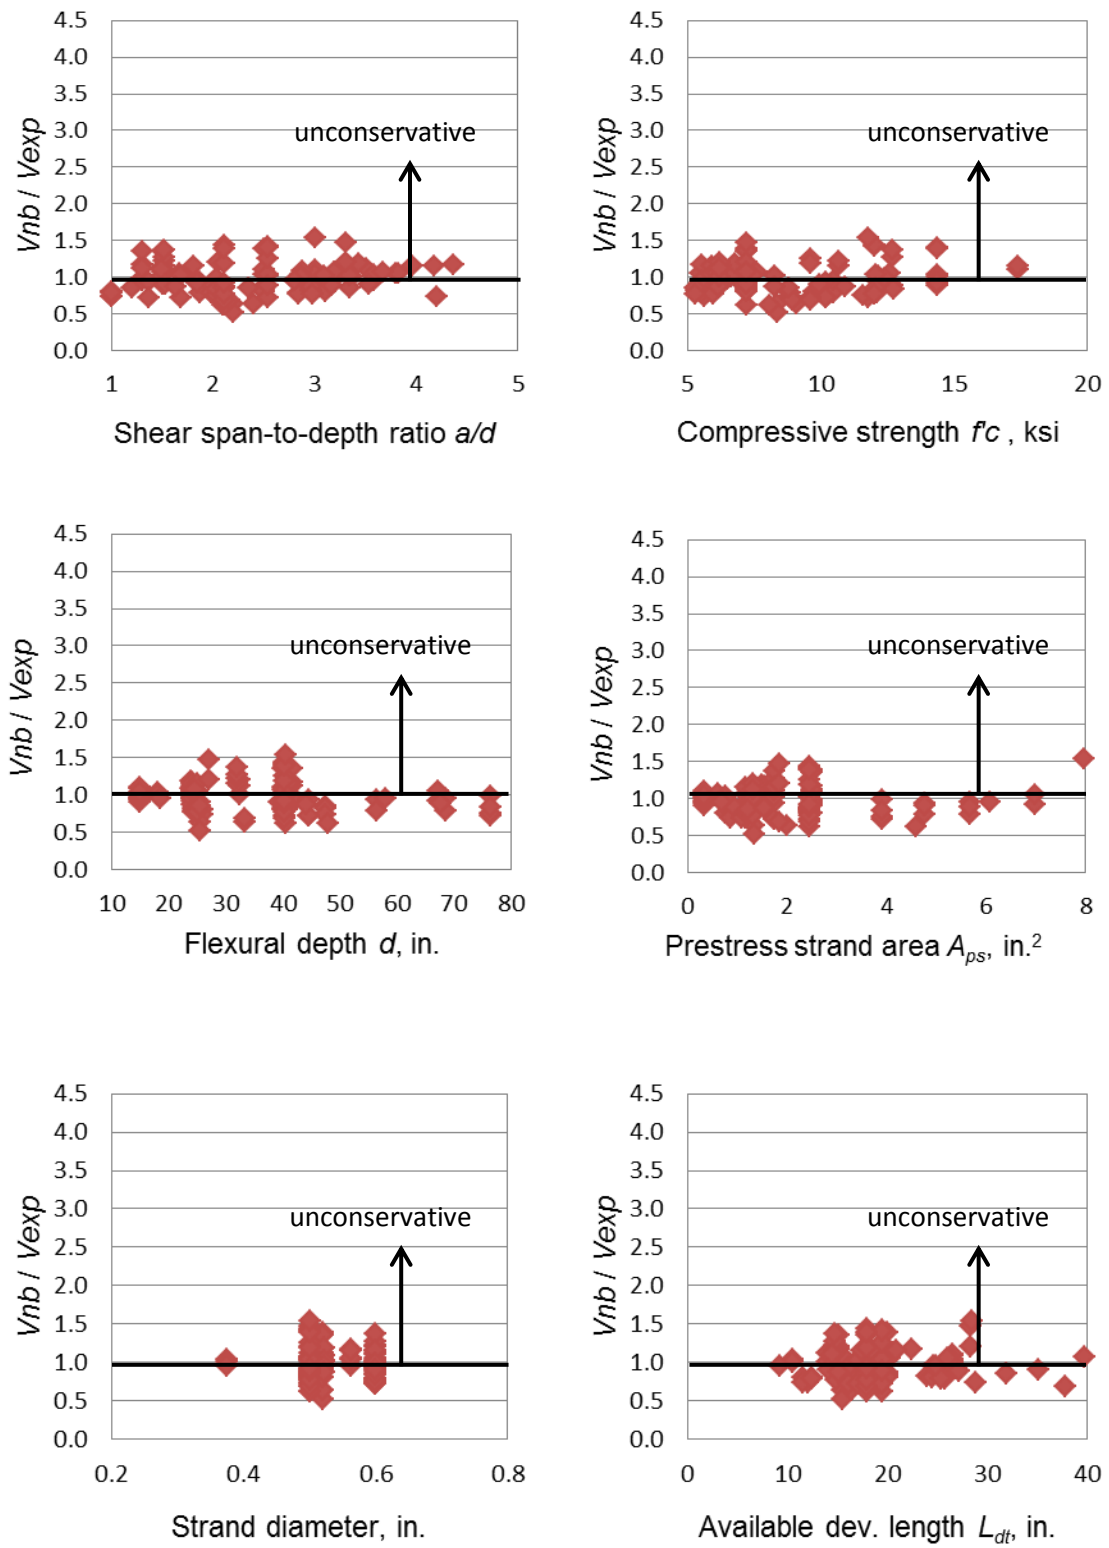 4.5
4.0
3.5
3.0
2.5
2.0
1.5
1.0
0.5
0.0
Vnb / Vexp
unconservative
1 2 3 4 5
Shear span-to-depth ratio a/d
4.5
4.0
3.5
3.0
2.5
2.0
1.5
1.0
0.5
0.0
Vnb / Vexp
unconservative
5 10 15 20
Compressive strength f'c , ksi
4.5
4.0
3.5
3.0
2.5
2.0
1.5
1.0
0.5
0.0
Vnb / Vexp
unconservative
10 20 30 40 50 60 70 80
Flexural depth d, in.
4.5
4.0
3.5
3.0
2.5
2.0
1.5
1.0
0.5
0.0
Vnb / Vexp
unconservative
0 2 4 6 8
Prestress strand area Aps, in.²
4.5
4.0
3.5
3.0
2.5
2.0
1.5
1.0
0.5
0.0
Vnb / Vexp
unconservative
0.2 0.4 0.6 0.8
Strand diameter, in.
4.5
4.0
3.5
3.0
2.5
2.0
1.5
1.0
0.5
0.0
Vnb / Vexp
unconservative
0 10 20 30 40
Available dev. length Ldt, in.